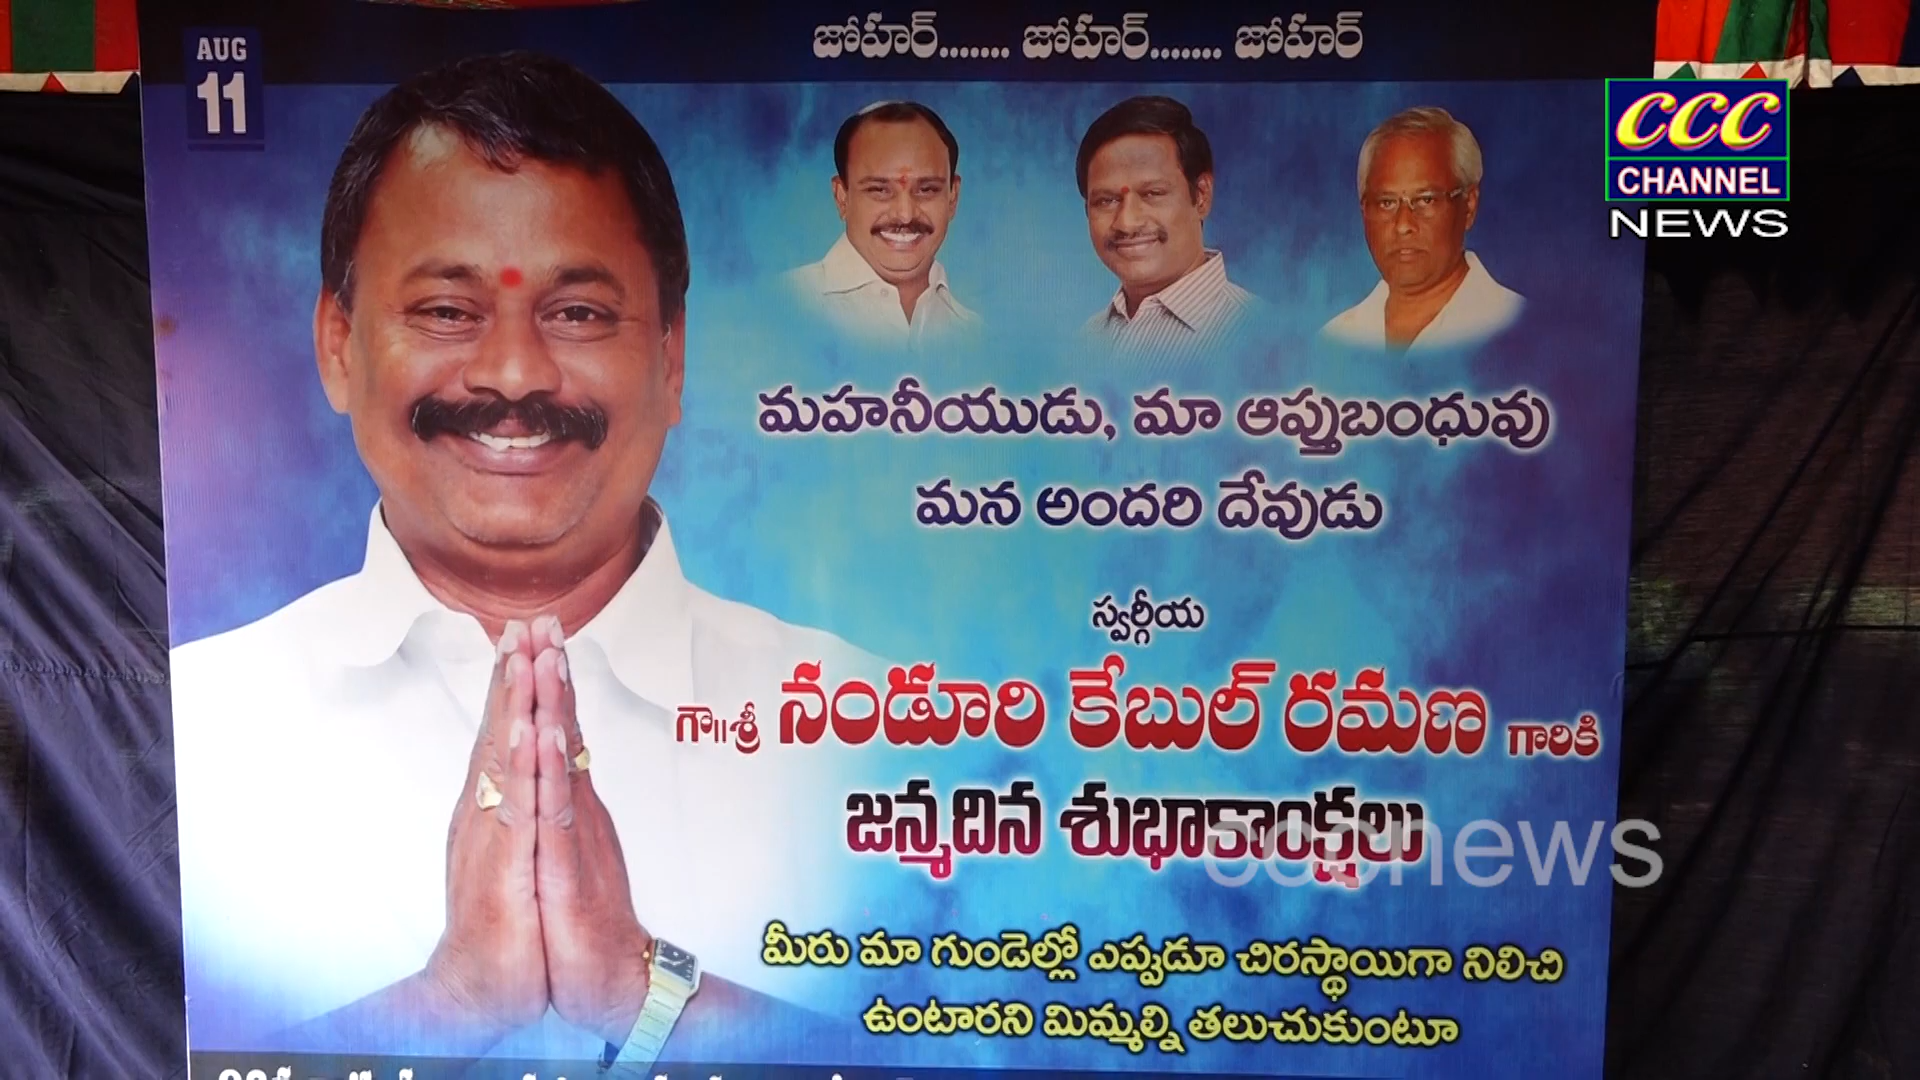 జోహార్....... జోహార్....... జోహార్
AUG
11
CCC
CHANNEL
NEWS
మహనీయుడు, మా ఆప్తుబంధువు
మన అందరి దేవుడు
స్వర్గీయ
గౌ||శ్రీ నండూరి కేబుల్ రమణ గారికి
జన్మదిన శుభాకాంక్షలు
cccnews
మీరు మా గుండెల్లో ఎప్పుడూ చిరస్థాయిగా నిలిచి
ఉంటారని మిమ్మల్ని తలుచుకుంటూ